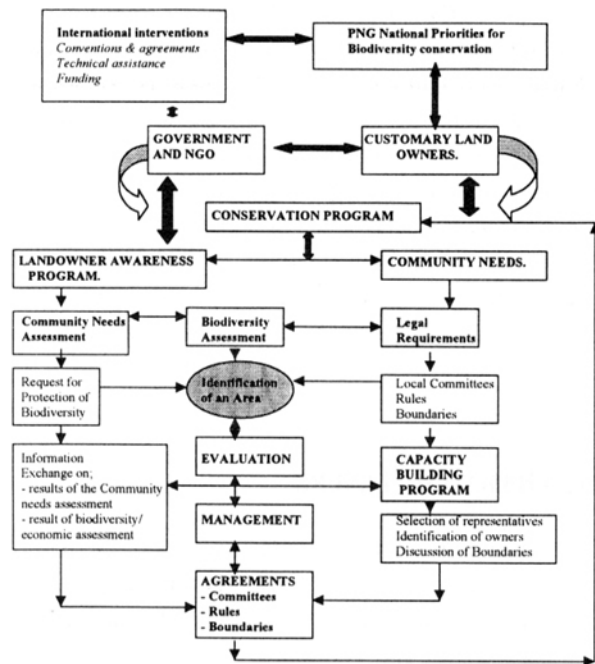 International interventions
Conventions & agreements
Technical assistance
Funding
PNG National Priorities for
Biodiversity conservation
GOVERNMENT
AND NGO
CUSTOMARY LAND
OWNERS.
CONSERVATION PROGRAM
LANDOWNER AWARENESS
PROGRAM.
COMMUNITY NEEDS.
Community Needs
Assessment
Biodiversity
Assessment
Legal
Requirements
Request for
Protection of
Biodiversity
Identification
of an Area
Local Committees
Rules
Boundaries
Information
Exchange on;
- results of the Community
needs assessment
- result of biodiversity/
economic assessment
EVALUATION
CAPACITY
BUILDING
PROGRAM
MANAGEMENT
Selection of representatives
Identification of owners
Discussion of Boundaries
AGREEMENTS
- Committees
- Rules
- Boundaries